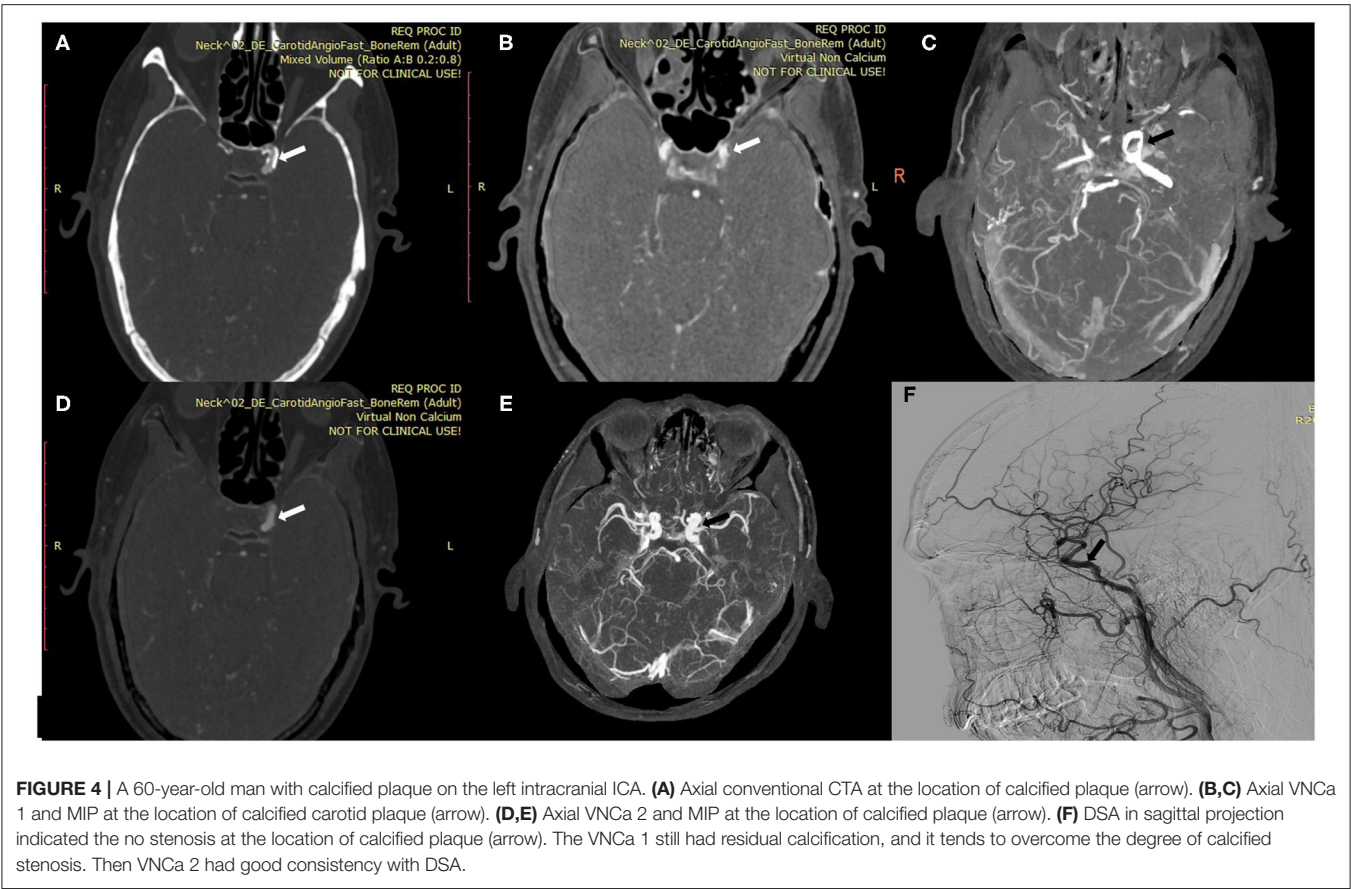 A
REQ PROC ID
Neck^02_DE_CarotidAngioFast_BoneRem (Adult)
Mixed Volume (Ratio A:B 0.2:0.8)
NOT FOR CLINICAL USE!
R
L
B
REQ PROC ID
Neck^02_DE_CarotidAngioFast_BoneRem (Adult)
Virtual Non Calcium
NOT FOR CLINICAL USE!
R
L
C
R
D
REQ PROC ID
Neck^02_DE_CarotidAngioFast_BoneRem (Adult)
Virtual Non Calcium
NOT FOR CLINICAL USE!
R
L
E
F
FIGURE 4 | A 60-year-old man with calcified plaque on the left intracranial ICA. (A) Axial conventional CTA at the location of calcified plaque (arrow). (B,C) Axial VNCa
1 and MIP at the location of calcified carotid plaque (arrow). (D,E) Axial VNCa 2 and MIP at the location of calcified plaque (arrow). (F) DSA in sagittal projection
indicated the no stenosis at the location of calcified plaque (arrow). The VNCa 1 still had residual calcification, and it tends to overcome the degree of calcified
stenosis. Then VNCa 2 had good consistency with DSA.